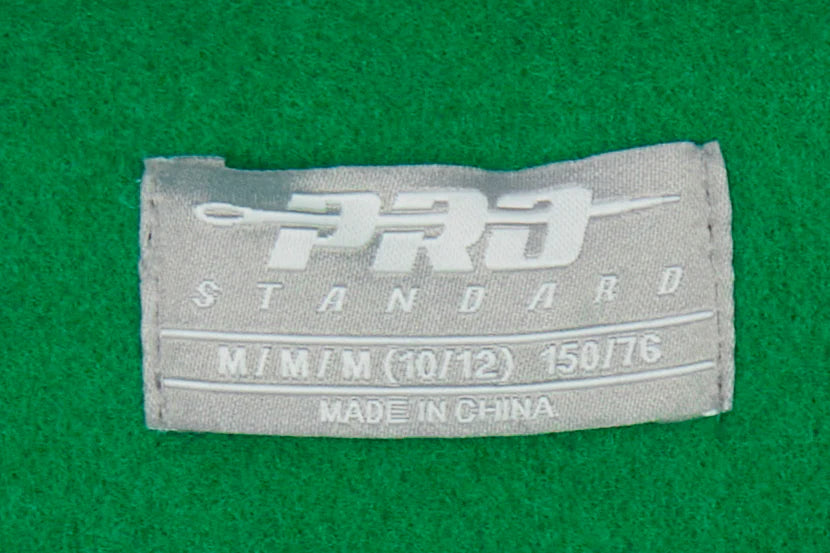 PRO
STANDARD
M/M/M (10/12) 150/76
MADE IN CHINA